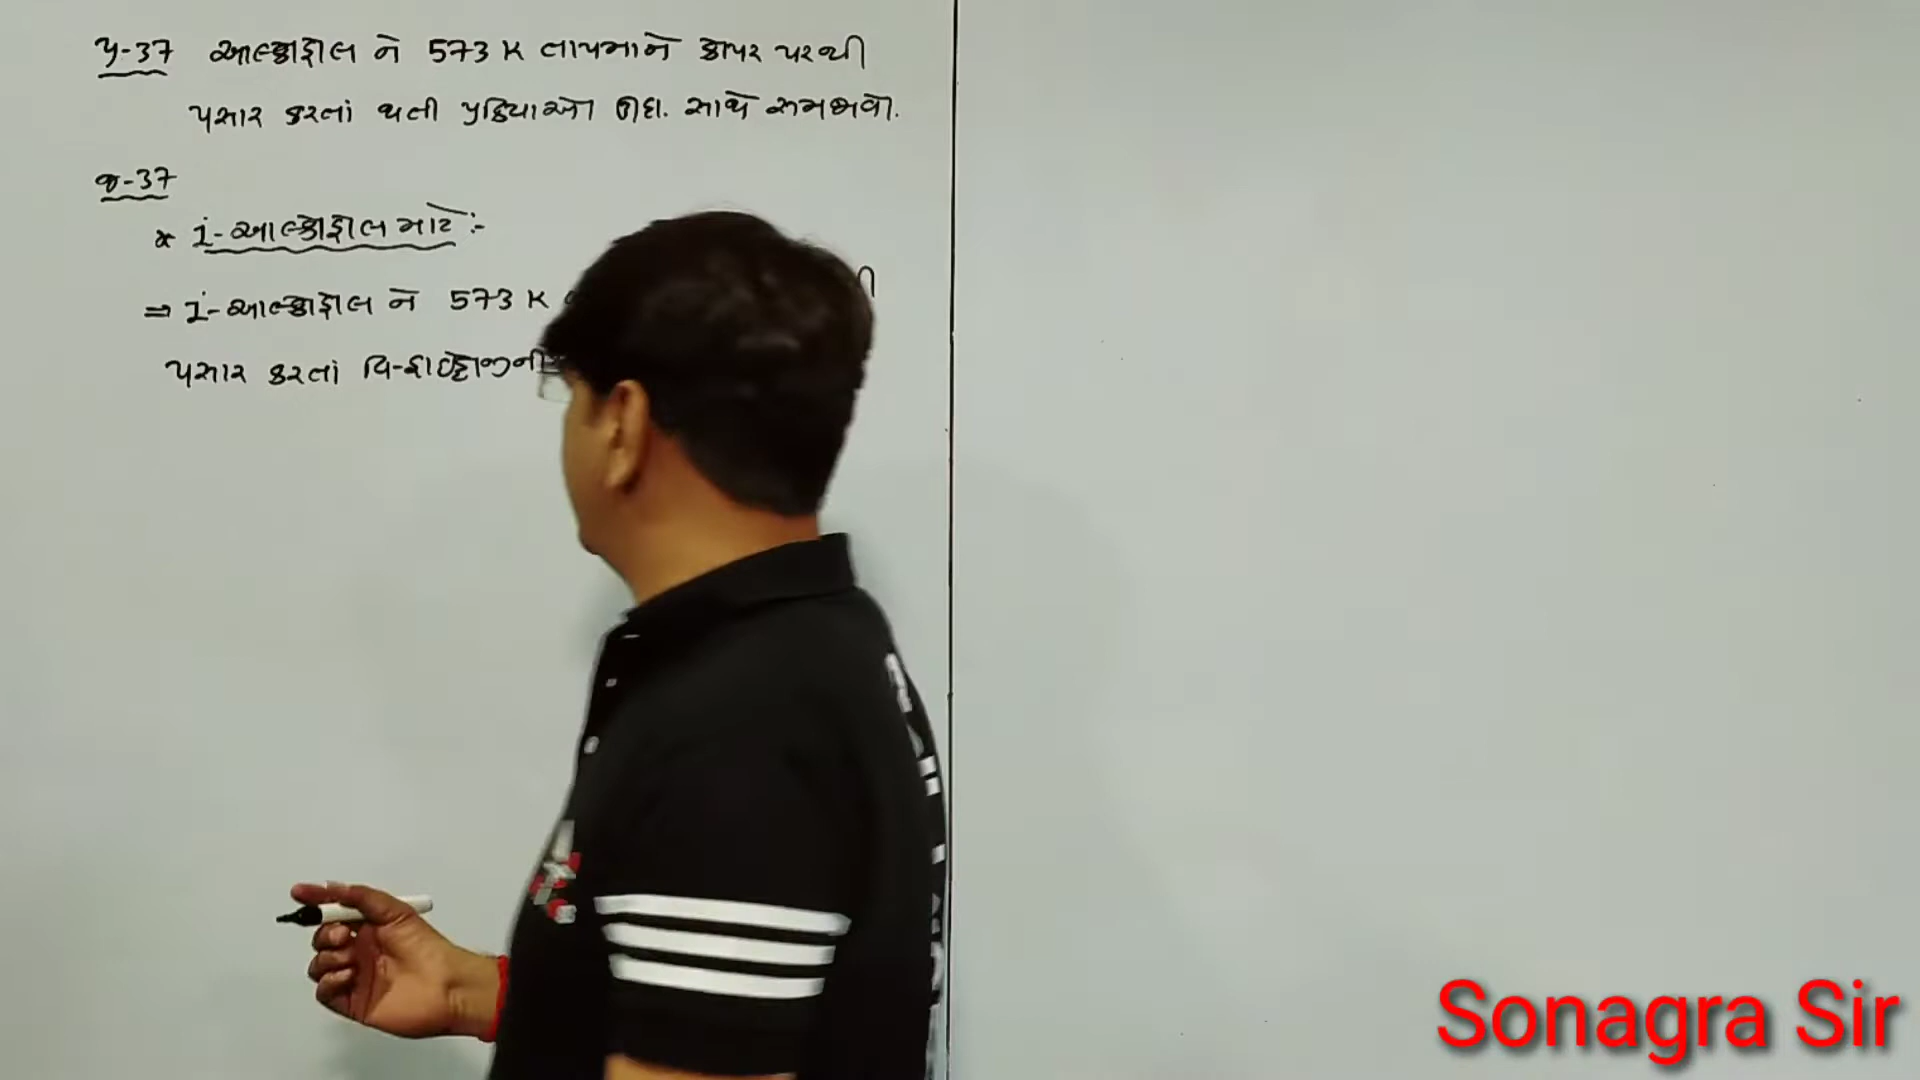 પ્ર-37 આલ્કોહોલ ને 573 K તાપમાને કોપર પરથી
પસાર કરતાં થતી પ્રક્રિયાઓ ઉદા. સાથે સમજાવો.
જ-37
* 1°-આલ્કોહોલ માટે :-
⇒ 1°-આલ્કોહોલ ને 573 K
પસાર કરતાં વિ-હાઇડ્રોજની
Sonagra Sir